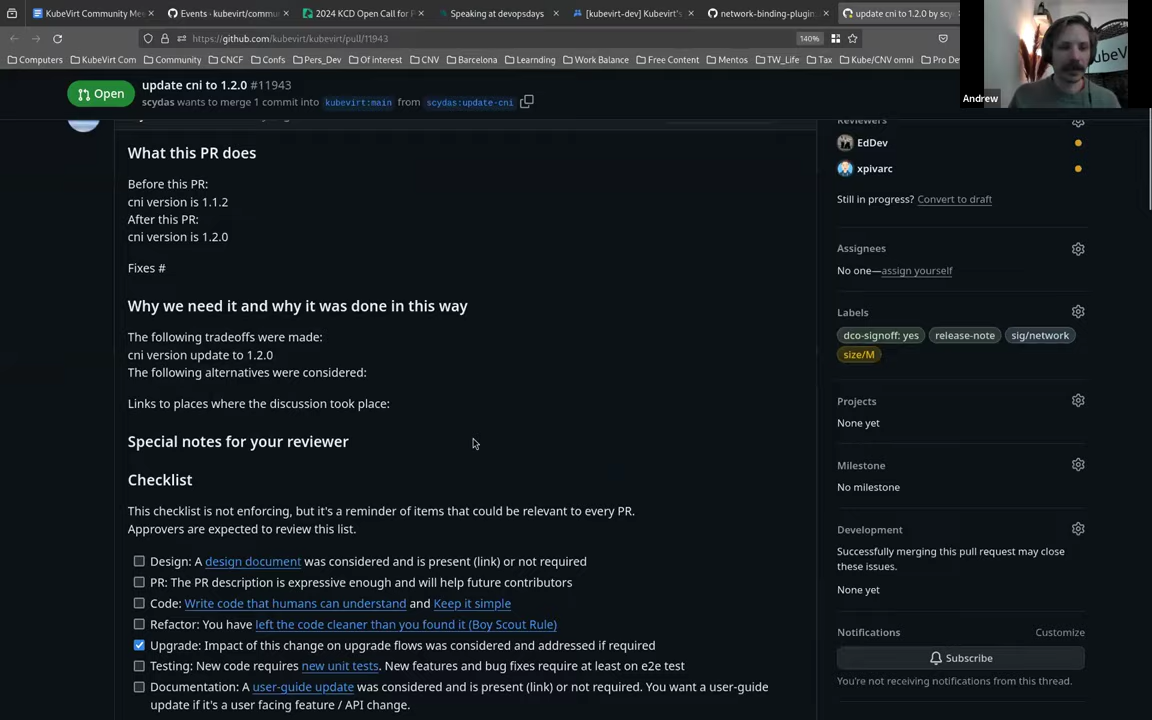 KubeVirt Community Me
Events · kubevirt/commu
2024 KCD Open Call for P
Speaking at devopsdays
[kubevirt-dev] Kubevirt's
network-binding-plugin
update cni to 1.2.0 by scy
https://github.com/kubevirt/kubevirt/pull/11943
140%
Computers
KubeVirt Com
Community
CNCF
Confs
Pers_Dev
Of interest
CNV
Barcelona
Learnding
Work Balance
Free Content
Mentos
TW_Life
Tax
Kube/CNV omni
Pro De
Andrew
Open
update cni to 1.2.0 #11943
scydas wants to merge 1 commit into kubevirt:main from scydas:update-cni
What this PR does
Before this PR:
cni version is 1.1.2
After this PR:
cni version is 1.2.0
Fixes #
Why we need it and why it was done in this way
The following tradeoffs were made:
cni version update to 1.2.0
The following alternatives were considered:
Links to places where the discussion took place:
Special notes for your reviewer
Checklist
This checklist is not enforcing, but it's a reminder of items that could be relevant to every PR.
Approvers are expected to review this list.
Design: A design document was considered and is present (link) or not required
PR: The PR description is expressive enough and will help future contributors
Code: Write code that humans can understand and Keep it simple
Refactor: You have left the code cleaner than you found it (Boy Scout Rule)
Upgrade: Impact of this change on upgrade flows was considered and addressed if required
Testing: New code requires new unit tests. New features and bug fixes require at least on e2e test
Documentation: A user-guide update was considered and is present (link) or not required. You want a user-guide
update if it's a user facing feature / API change.
Reviewers
EdDev
xpivarc
Still in progress? Convert to draft
Assignees
No one—assign yourself
Labels
dco-signoff: yes
release-note
sig/network
size/M
Projects
None yet
Milestone
No milestone
Development
Successfully merging this pull request may close
these issues.
None yet
Notifications
Customize
Subscribe
You're not receiving notifications from this thread.